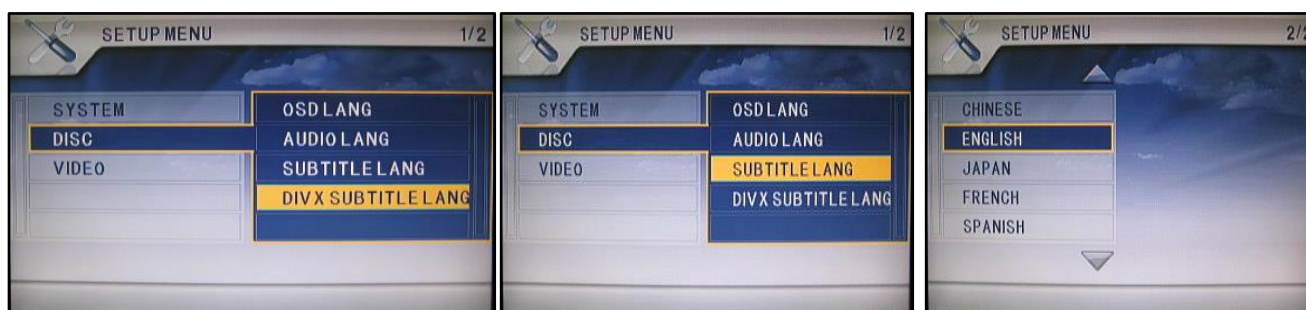 SETUP MENU 1/2
SYSTEM
DISC
VIDEO
OSD LANG
AUDIO LANG
SUBTITLE LANG
DIVX SUBTITLE LANG
SETUP MENU 1/2
SYSTEM
DISC
VIDEO
OSD LANG
AUDIO LANG
SUBTITLE LANG
DIVX SUBTITLE LANG
SETUP MENU 2/2
CHINESE
ENGLISH
JAPAN
FRENCH
SPANISH